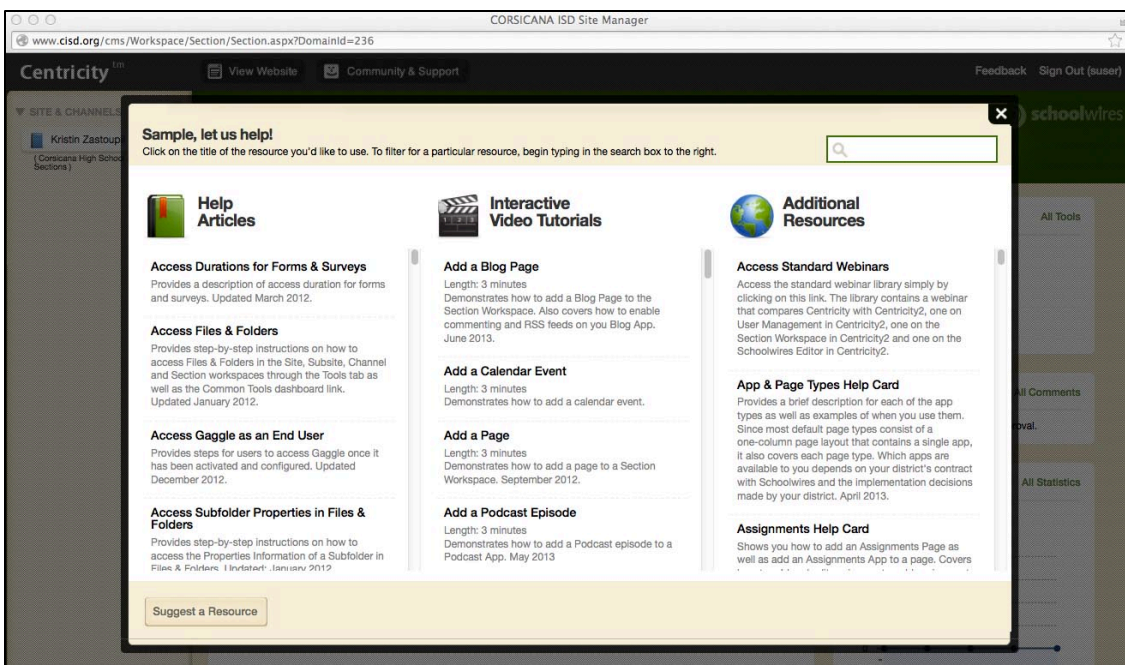 CORSICANA ISD Site Manager
www.cisd.org/cms/Workspace/Section/Section.aspx?DomainId=236
Centricity tm
View Website
Community & Support
Feedback
Sign Out (suser)
SITE & CHANNELS
Kristin Zastoupi
(Corsicana High School
Sections)
schoolwires
All Tools
All Comments
roval.
All Statistics
Sample, let us help!
Click on the title of the resource you'd like to use. To filter for a particular resource, begin typing in the search box to the right.
Help
Articles
Access Durations for Forms & Surveys
Provides a description of access duration for forms
and surveys. Updated March 2012.
Access Files & Folders
Provides step-by-step instructions on how to
access Files & Folders in the Site, Subsite, Channel
and Section workspaces through the Tools tab as
well as the Common Tools dashboard link.
Updated January 2012.
Access Gaggle as an End User
Provides steps for users to access Gaggle once it
has been activated and configured. Updated
December 2012.
Access Subfolder Properties in Files &
Folders
Provides step-by-step instructions on how to
access the Properties Information of a Subfolder in
Files & Folders. Updated: January 2012
Interactive
Video Tutorials
Add a Blog Page
Length: 3 minutes
Demonstrates how to add a Blog Page to the
Section Workspace. Also covers how to enable
commenting and RSS feeds on you Blog App.
June 2013.
Add a Calendar Event
Length: 3 minutes
Demonstrates how to add a calendar event.
Add a Page
Length: 3 minutes
Demonstrates how to add a page to a Section
Workspace. September 2012.
Add a Podcast Episode
Length: 3 minutes
Demonstrates how to add a Podcast episode to a
Podcast App. May 2013
Additional
Resources
Access Standard Webinars
Access the standard webinar library simply by
clicking on this link. The library contains a webinar
that compares Centricity with Centricity2, one on
User Management in Centricity2, one on the
Section Workspace in Centricity2 and one on the
Schoolwires Editor in Centricity2.
App & Page Types Help Card
Provides a brief description for each of the app
types as well as examples of when you use them.
Since most default page types consist of a
one-column page layout that contains a single app,
it also covers each page type. Which apps are
available to you depends on your district's contract
with Schoolwires and the implementation decisions
made by your district. April 2013.
Assignments Help Card
Shows you how to add an Assignments Page as
well as add an Assignments App to a page. Covers
Suggest a Resource